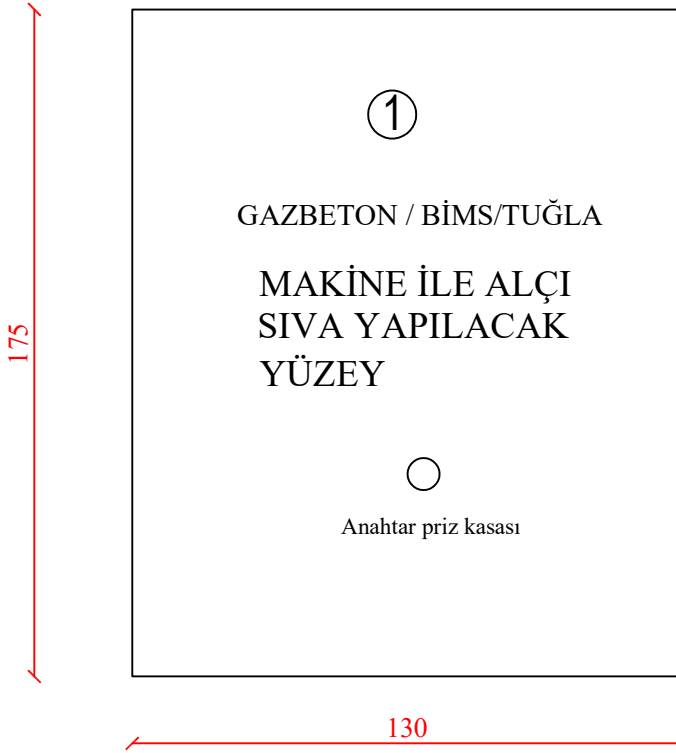 1
GAZBETON / BİMS/TUĞLA
MAKİNE İLE ALÇI
SIVA YAPILACAK
YÜZEY
175
Anahtar priz kasası
130